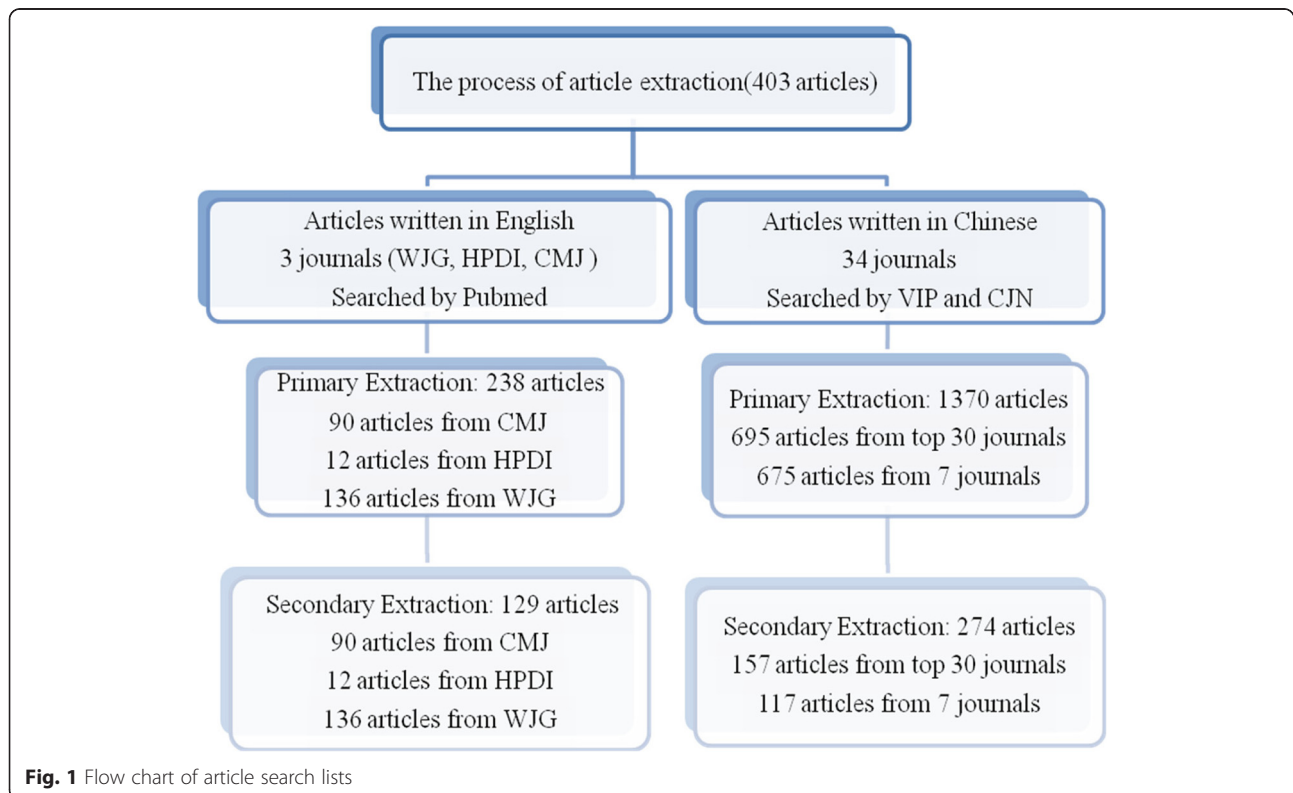 The process of article extraction(403 articles)
Articles written in English
3 journals (WJG, HPDI, CMJ )
Searched by Pubmed
Articles written in Chinese
34 journals
Searched by VIP and CJN
Primary Extraction: 238 articles
90 articles from CMJ
12 articles from HPDI
136 articles from WJG
Primary Extraction: 1370 articles
695 articles from top 30 journals
675 articles from 7 journals
Secondary Extraction: 129 articles
90 articles from CMJ
12 articles from HPDI
136 articles from WJG
Secondary Extraction: 274 articles
157 articles from top 30 journals
117 articles from 7 journals
Fig. 1 Flow chart of article search lists